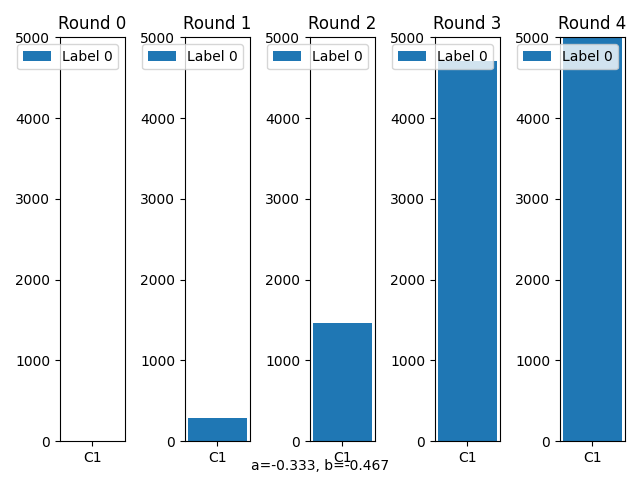 Round 0 Round 1 Round 2 Round 3 Round 4
5000 5000 5000 5000 5000
Label 0 Label 0 Label 0 Label 0 Label 0
4000 4000 4000 4000 4000
3000 3000 3000 3000 3000
2000 2000 2000 2000 2000
1000 1000 1000 1000 1000
0 0 0 0 0
C1 C1 C1 C1 C1
a=-0.333, b=-0.467